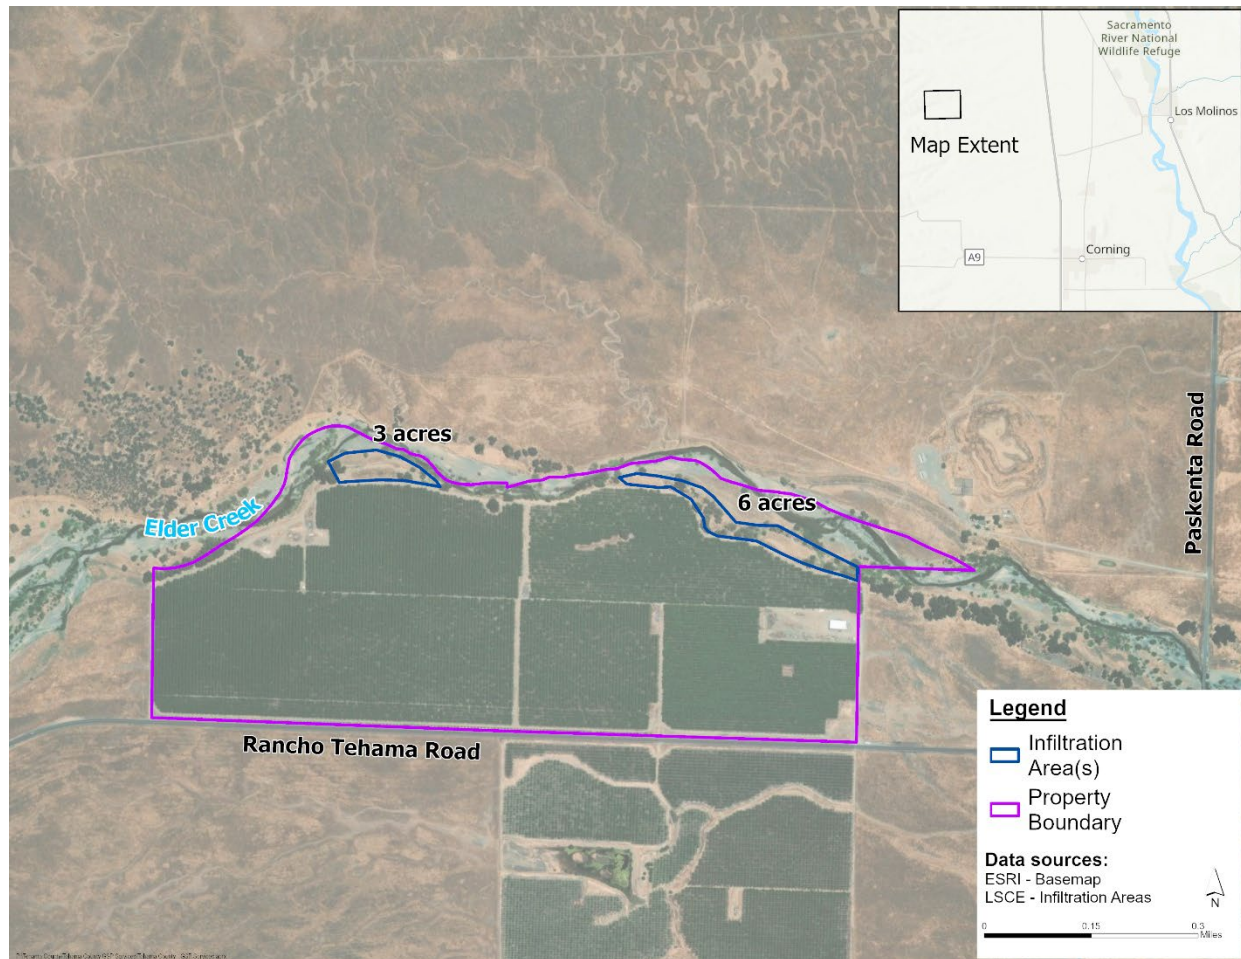 Sacramento
River National
Wildlife Refuge
Los Molinos
Map Extent
Corning
A9
3 acres
6 acres
Elder Creek
Paskenta Road
Rancho Tehama Road
Legend
Infiltration
Area(s)
Property
Boundary
Data sources:
ESRI - Basemap
LSCE - Infiltration Areas
N
0
0.15
0.3
Miles